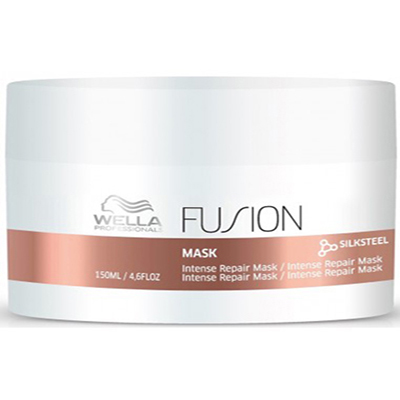 WELLA
PROFESSIONALS
FUSION
MASK
SILKSTEEL
150ML / 4,6FLOZ
Intense Repair Mask / Intense Repair Mask
Intense Repair Mask / Intense Repair Mask